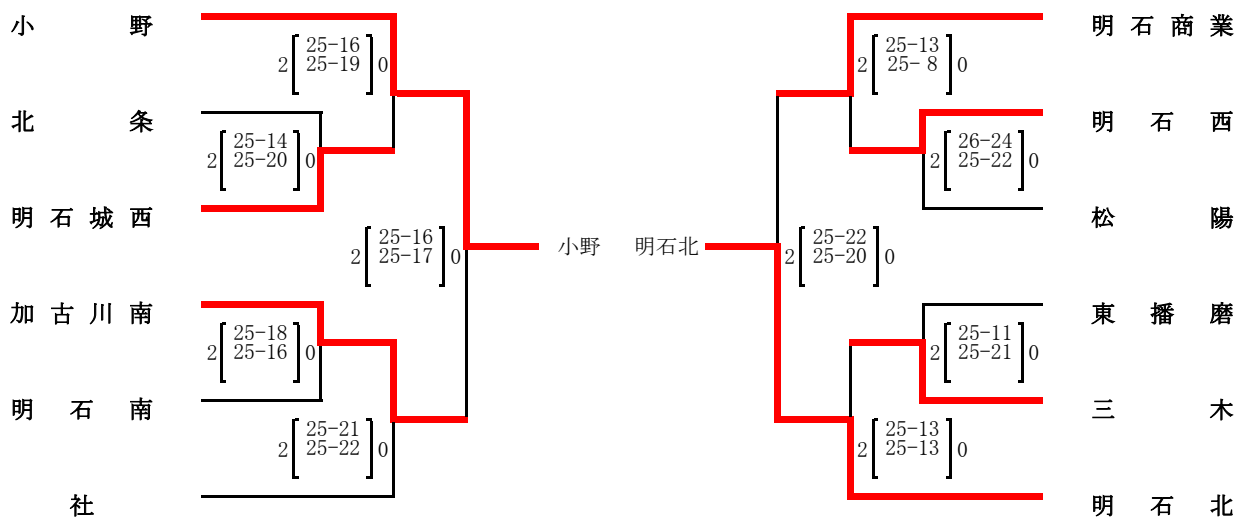 小野
2 25-16 0
25-19
北条
2 25-14 0
25-20
明石城西
2 25-16 0
25-17
小野
加古川南
2 25-18 0
25-16
明石南
2 25-21 0
25-22
社
明石商業
2 25-13 0
25- 8
明石西
2 26-24 0
25-22
松陽
明石北
2 25-22 0
25-20
東播磨
2 25-11 0
25-21
三木
2 25-13 0
25-13
明石北